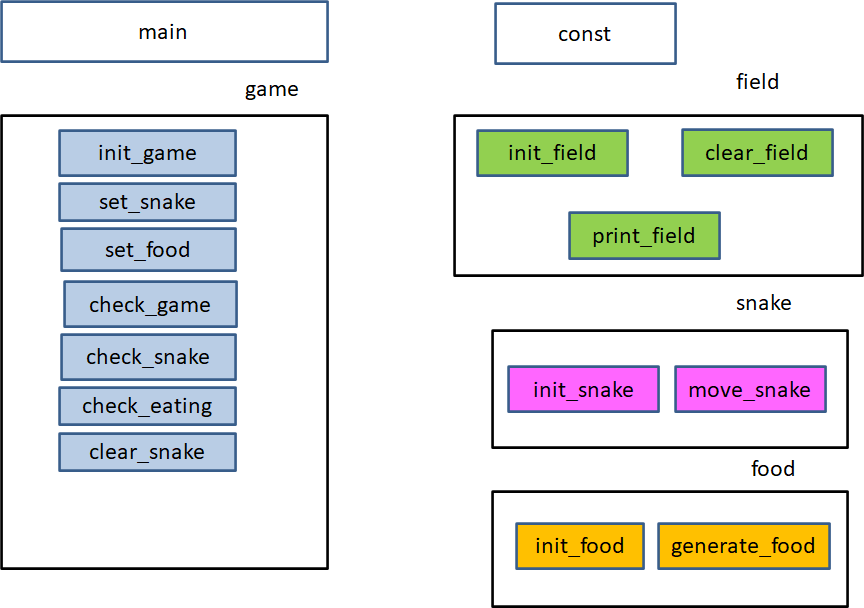 main
const
game
field
init_game
set_snake
set_food
check_game
check_snake
check_eating
clear_snake
init_field
clear_field
print_field
snake
init_snake
move_snake
food
init_food
generate_food